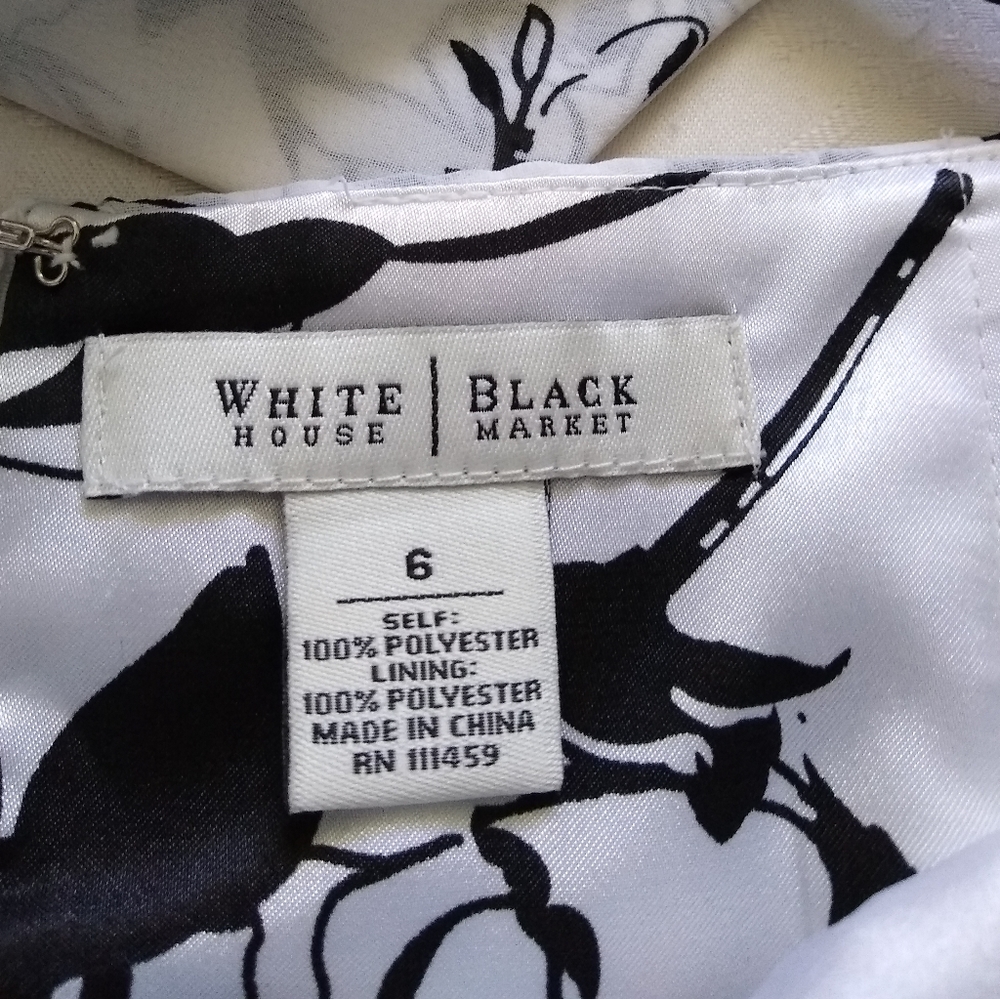 WHITE | BLACK
HOUSE | MARKET
6
SELF:
100% POLYESTER
LINING:
100% POLYESTER
MADE IN CHINA
RN 111459